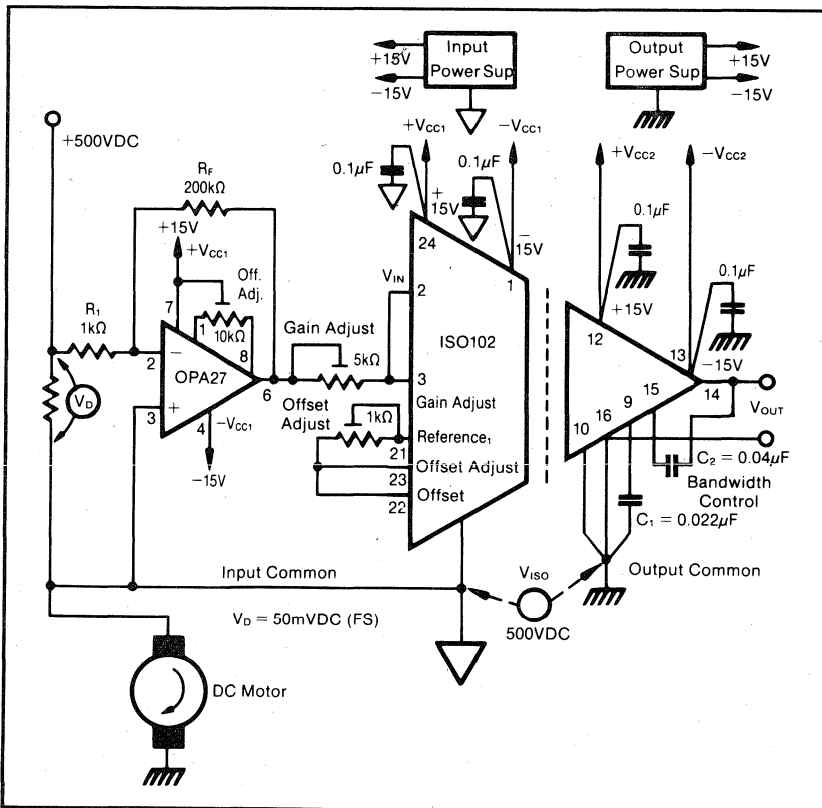 Input
Power Sup
+15V
−15V
Output
Power Sup
+15V
−15V
+500VDC
RF
200kΩ
+15V
+VCC1
0.1µF
+VCC1
0.1µF
−VCC1
+
15V
−
15V
+VCC2
−VCC2
0.1µF
0.1µF
+15V
−15V
24
1
VIN
2
3
ISO102
Gain Adjust
Reference1
21
Offset Adjust
23
Offset
22
R1
1kΩ
7
Off.
Adj.
1
10kΩ
8
−
2
OPA27
6
3
+
4
−VCC1
−15V
VD
Gain Adjust
5kΩ
Offset
Adjust
1kΩ
12
13
14
15
9
16
10
VOUT
C2 = 0.04µF
Bandwidth
Control
C1 = 0.022µF
Input Common
VISO
500VDC
Output Common
VD = 50mVDC (FS)
DC Motor